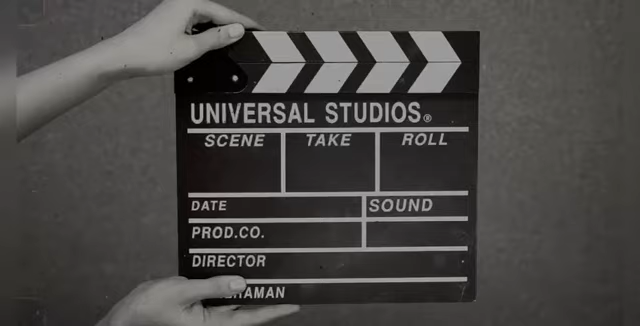 UNIVERSAL STUDIOS®
SCENE TAKE ROLL
DATE SOUND
PROD.CO.
DIRECTOR